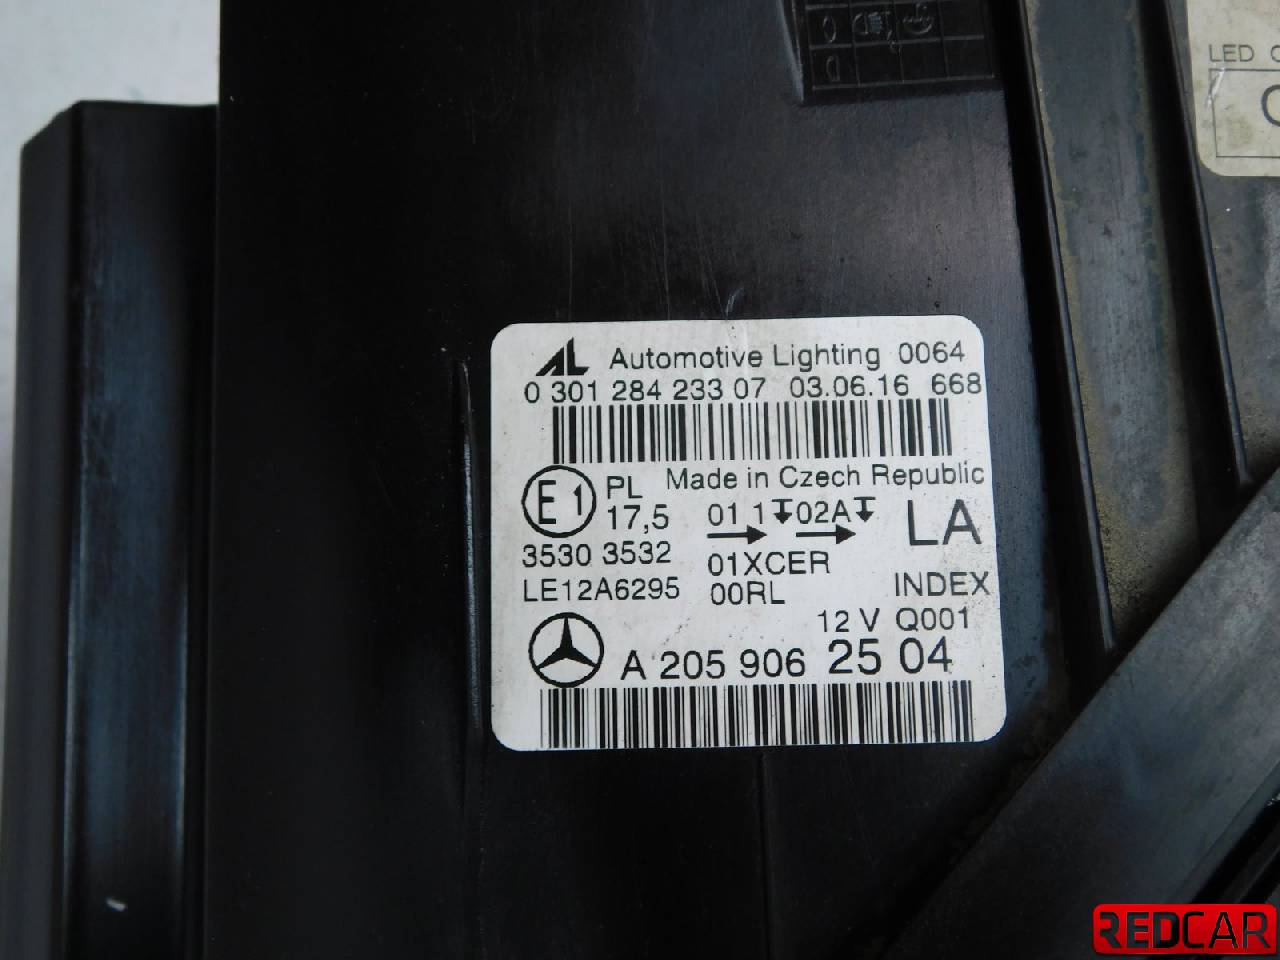 LED
AL Automotive Lighting 0064
0 301 284 233 07 03.06.16 668
Made in Czech Republic
E1 PL 17,5
01 1 02A LA
3530 3532 01XCER
LE12A6295 00RL INDEX
12 V Q001
A 205 906 25 04
REDCAR